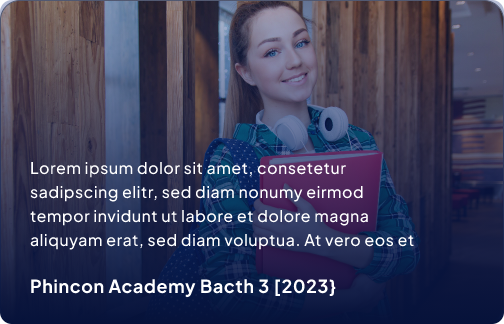 Lorem ipsum dolor sit amet, consetetur
sadipscing elitr, sed diam nonumy eirmod
tempor invidunt ut labore et dolore magna
aliquyam erat, sed diam voluptua. At vero eos et
Phincon Academy Bacth 3 [2023}